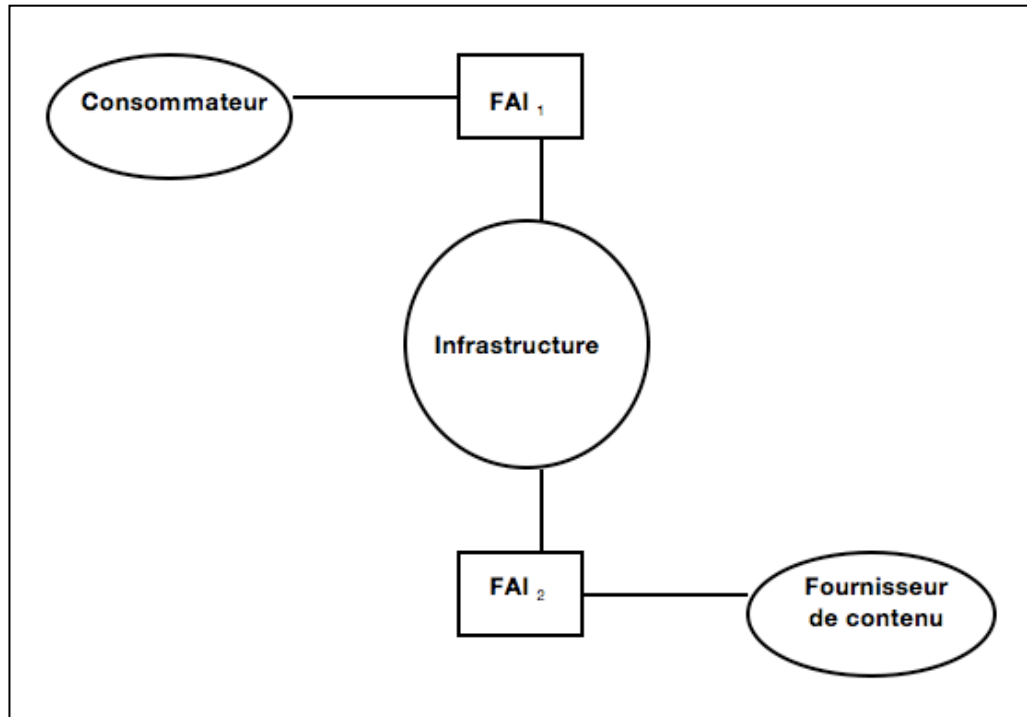 Consommateur
FAI 1
Infrastructure
FAI 2
Fournisseur
de contenu